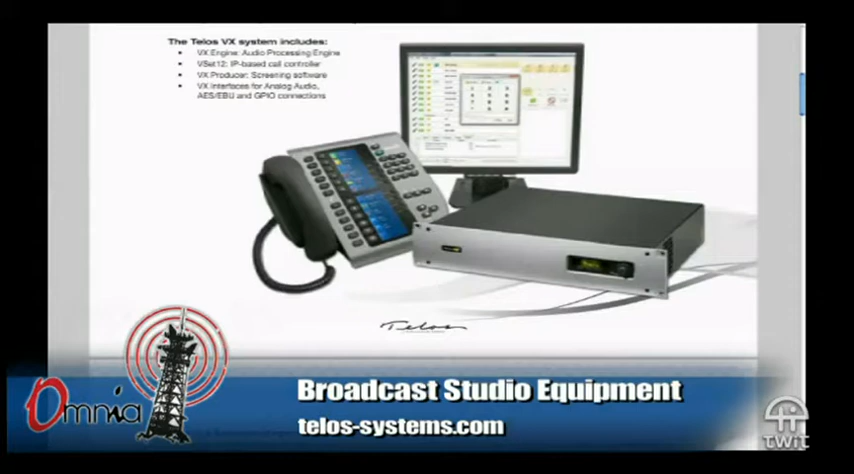 The Telos VX system includes:
• VX Engine: Audio Processing Engine
• VSet12: IP-based call controller
• VX Producer: Screening software
• VX Interfaces for Analog Audio,
AES/EBU and GPIO connections
Telos
Omnia
Broadcast Studio Equipment
telos-systems.com
TWiT